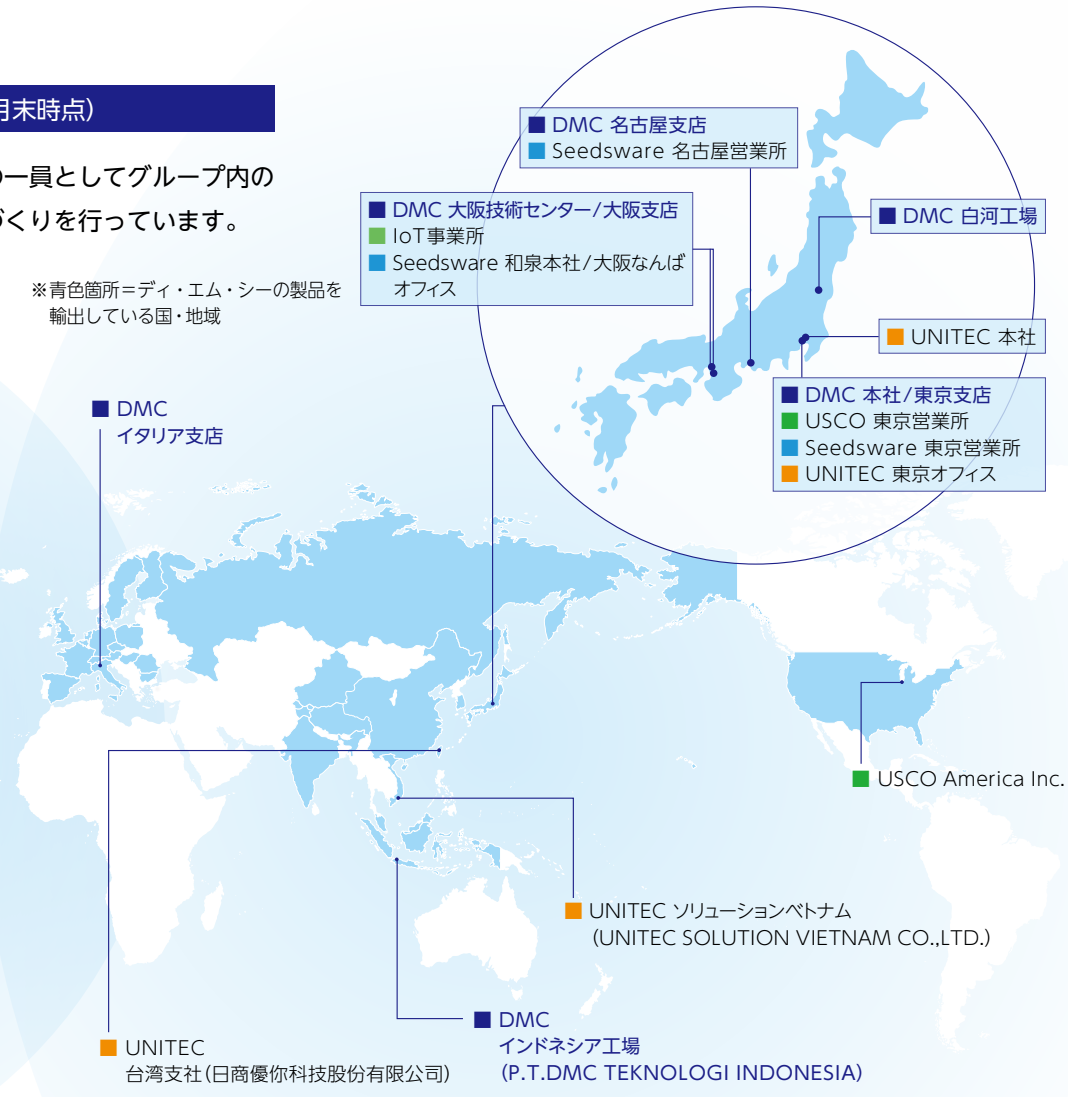 月末時点）
の一員としてグループ内の
づくりを行っています。
※青色箇所＝ディ・エム・シーの製品を
輸出している国・地域
■ DMC 名古屋支店
■ Seedsware 名古屋営業所
■ DMC 大阪技術センター/大阪支店
■ IoT事業所
■ Seedsware 和泉本社/大阪なんば
オフィス
■ DMC 白河工場
■ UNITEC 本社
■ DMC 本社/東京支店
■ USCO 東京営業所
■ Seedsware 東京営業所
■ UNITEC 東京オフィス
■ DMC
イタリア支店
■ USCO America Inc.
■ UNITEC ソリューションベトナム
（UNITEC SOLUTION VIETNAM CO.,LTD.）
■ DMC
インドネシア工場
（P.T.DMC TEKNOLOGI INDONESIA）
■ UNITEC
台湾支社（日商優你科技股份有限公司）